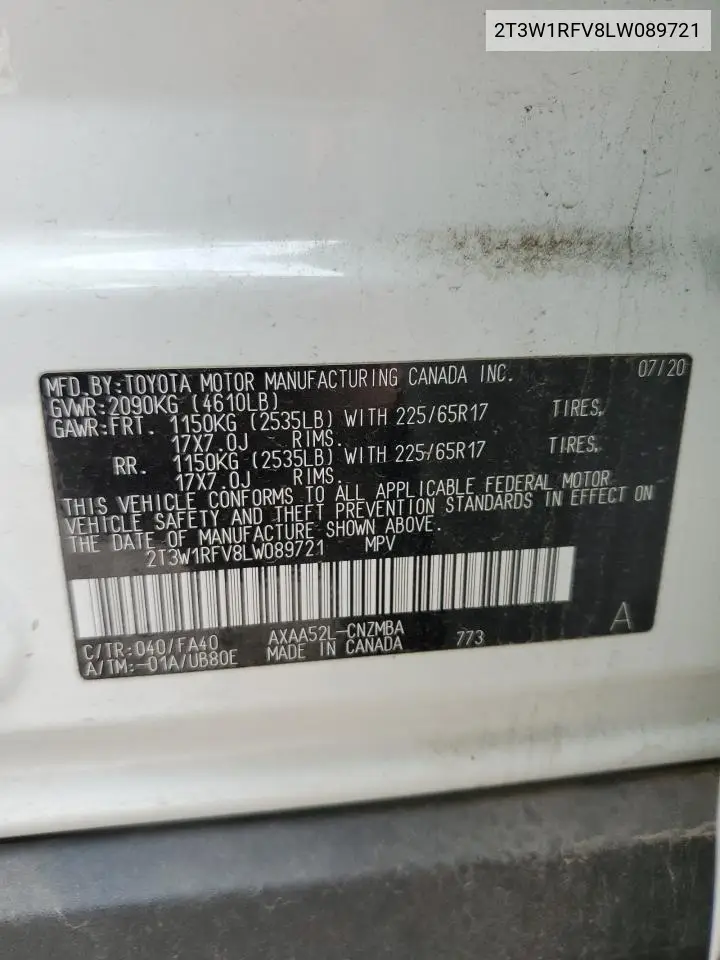 2T3W1RFV8LW089721
MFD.BY:TOYOTA MOTOR MANUFACTURING CANADA INC. 07/20
GVWR:2090KG (4610LB)
GAWR:FRT. 1150KG (2535LB) WITH 225/65R17 TIRES,
17X7.0J RIMS.
RR. 1150KG (2535LB) WITH 225/65R17 TIRES,
17X7.0J RIMS.
THIS VEHICLE CONFORMS TO ALL APPLICABLE FEDERAL MOTOR
VEHICLE SAFETY AND THEFT PREVENTION STANDARDS IN EFFECT ON
THE DATE OF MANUFACTURE SHOWN ABOVE.
2T3W1RFV8LW089721 MPV
C/TR:040/FA40 AXAA52L-CNZMBA 773 A
A/TM:-01A/UB80E MADE IN CANADA